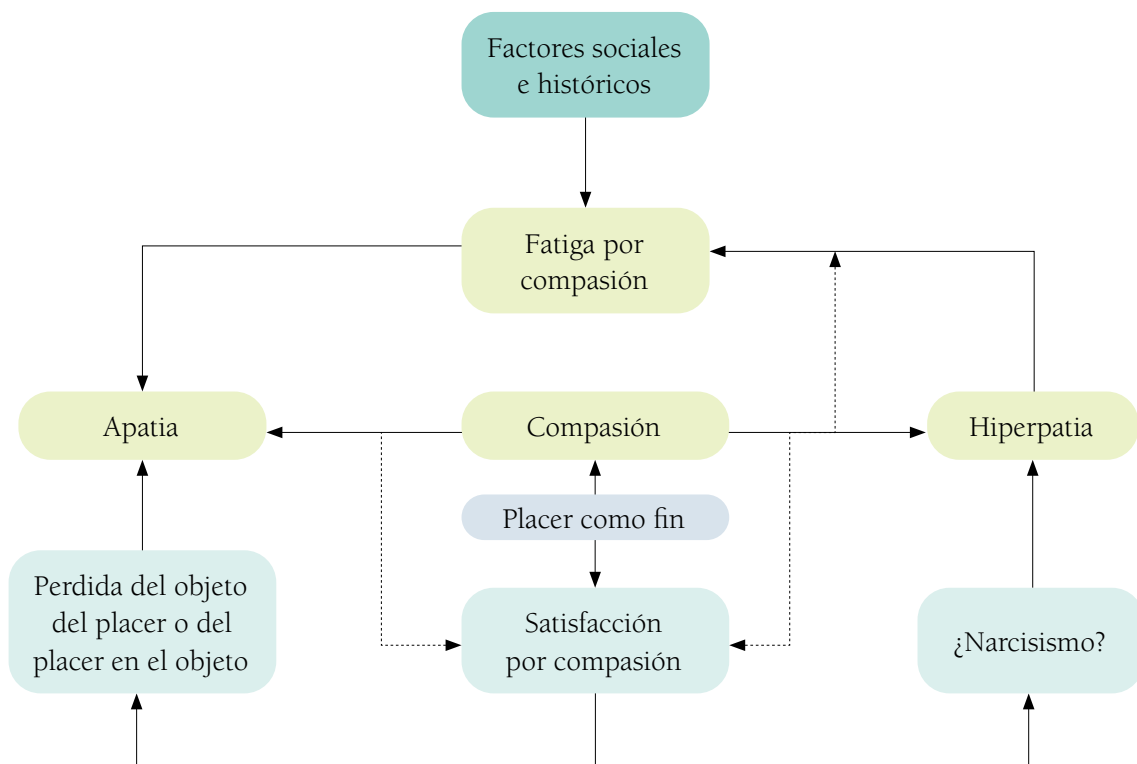 Factores sociales
e históricos
Fatiga por
compasión
Apatia
Compasión
Hiperpatia
Placer como fin
Perdida del objeto
del placer o del
placer en el objeto
Satisfacción
por compasión
¿Narcisismo?